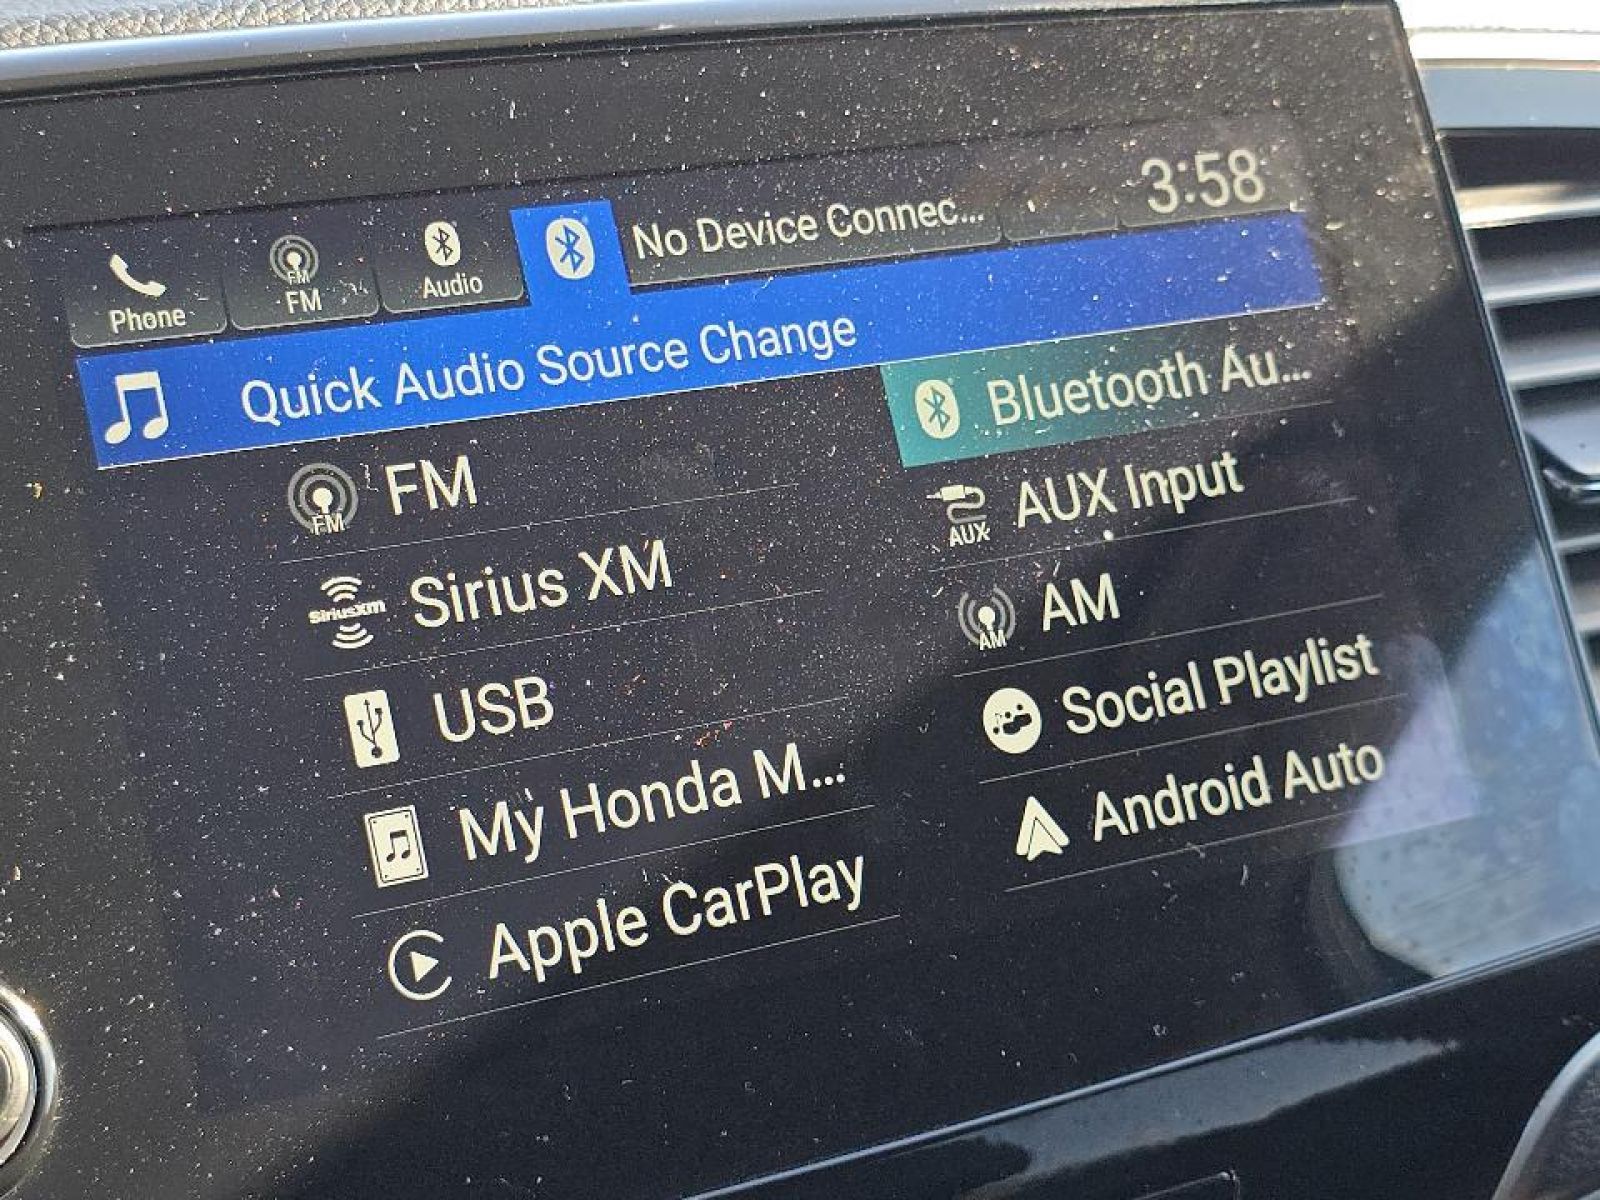 3:58
No Device Connec...
Phone
FM
FM
Audio
Quick Audio Source Change
FM
FM
Bluetooth Au...
SiriusXM
Sirius XM
AUX
AUX Input
USB
AM
AM
My Honda M...
Social Playlist
Apple CarPlay
Android Auto